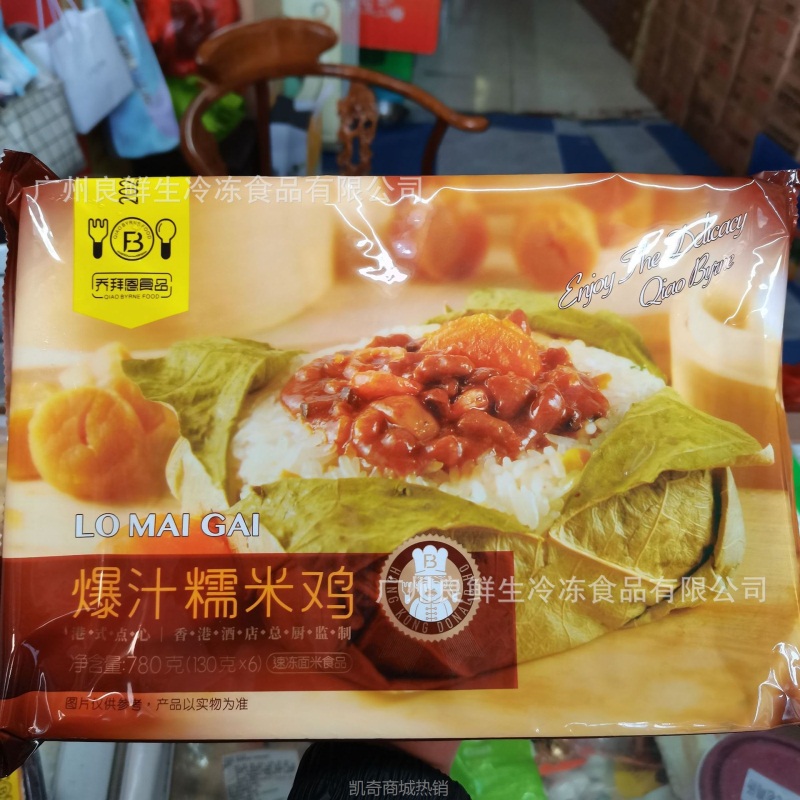 广州良鲜生冷冻食品有限公司
202
B
乔拜恩食品
QIAO BYRNE FOOD
Enjoy The Delicacy
Qiao Byrne
LO MAI GAI
爆汁糯米鸡
B
HONG KONG DONALD
广州良鲜生冷冻食品有限公司
港·式·点·心 | 香·港·酒·店·总·厨·监·制
净含量:780克(130克×6) 速冻面米食品
图片仅供参考·产品以实物为准
凯奇商城热销